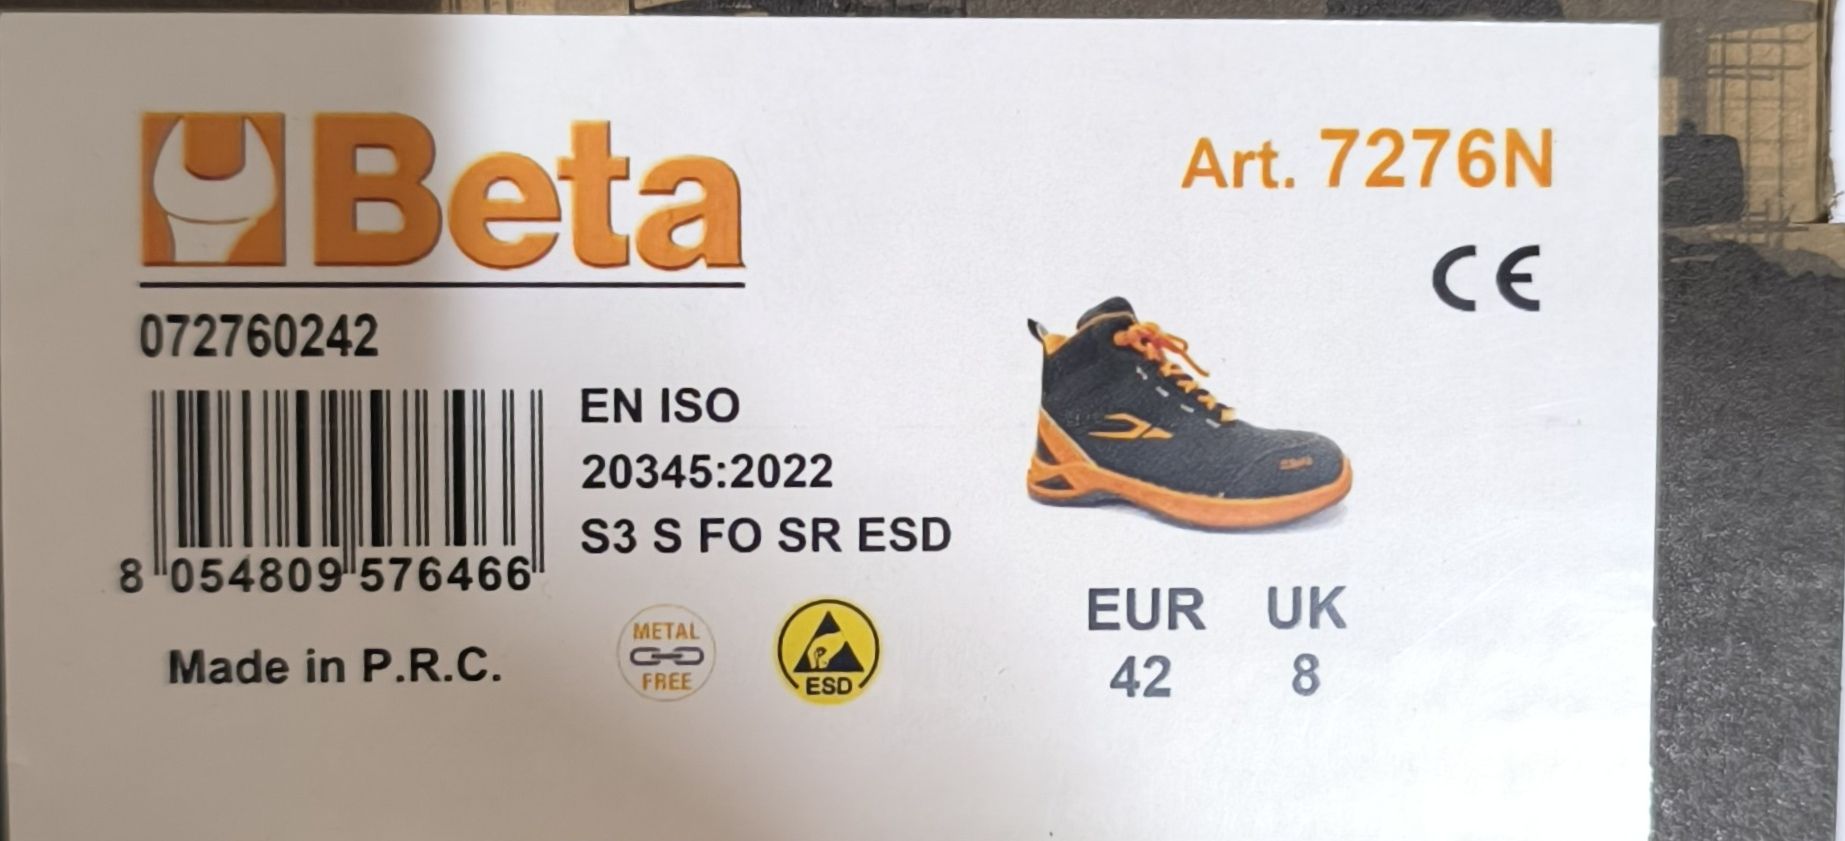 Beta
Art. 7276N
CE
072760242
EN ISO
20345:2022
S3 S FO SR ESD
8 054809 576466
Made in P.R.C.
METAL
FREE
ESD
Beta
EUR UK
42 8